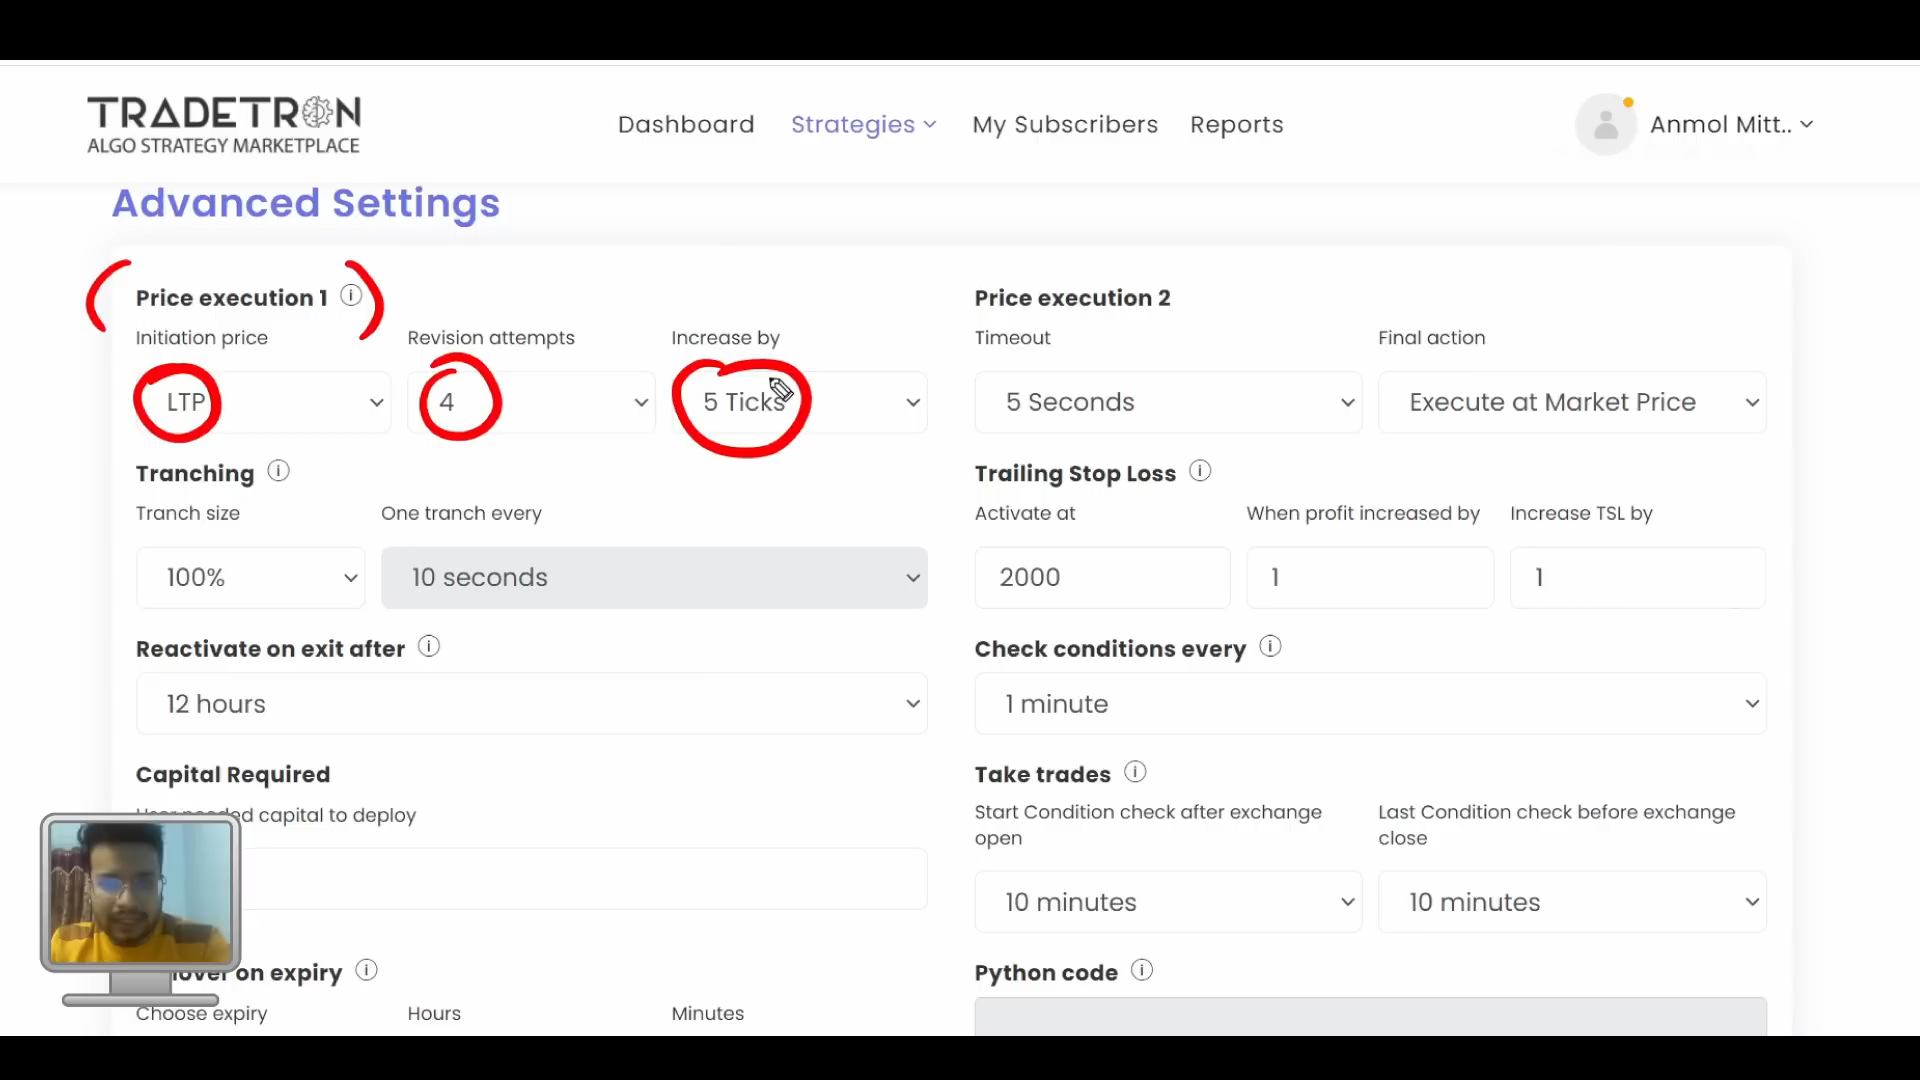 TRADETRON
ALGO STRATEGY MARKETPLACE
Dashboard
Strategies
My Subscribers
Reports
Anmol Mitt..
Advanced Settings
Price execution 1
Initiation price
Revision attempts
Increase by
LTP
4
5 Ticks
Price execution 2
Timeout
Final action
5 Seconds
Execute at Market Price
Tranching
Tranch size
One tranch every
100%
10 seconds
Trailing Stop Loss
Activate at
When profit increased by
Increase TSL by
2000
1
1
Reactivate on exit after
12 hours
Check conditions every
1 minute
Capital Required
capital to deploy
Take trades
Start Condition check after exchange
open
Last Condition check before exchange
close
10 minutes
10 minutes
on expiry
Choose expiry
Hours
Minutes
Python code